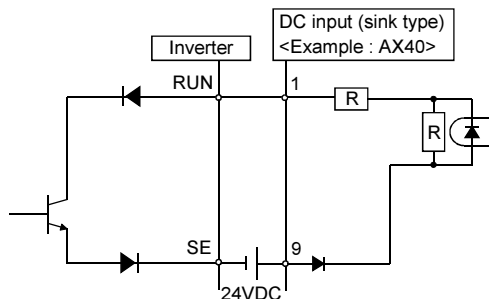 DC input (sink type)
<Example : AX40>
Inverter
RUN
1
R
R
SE
9
24VDC